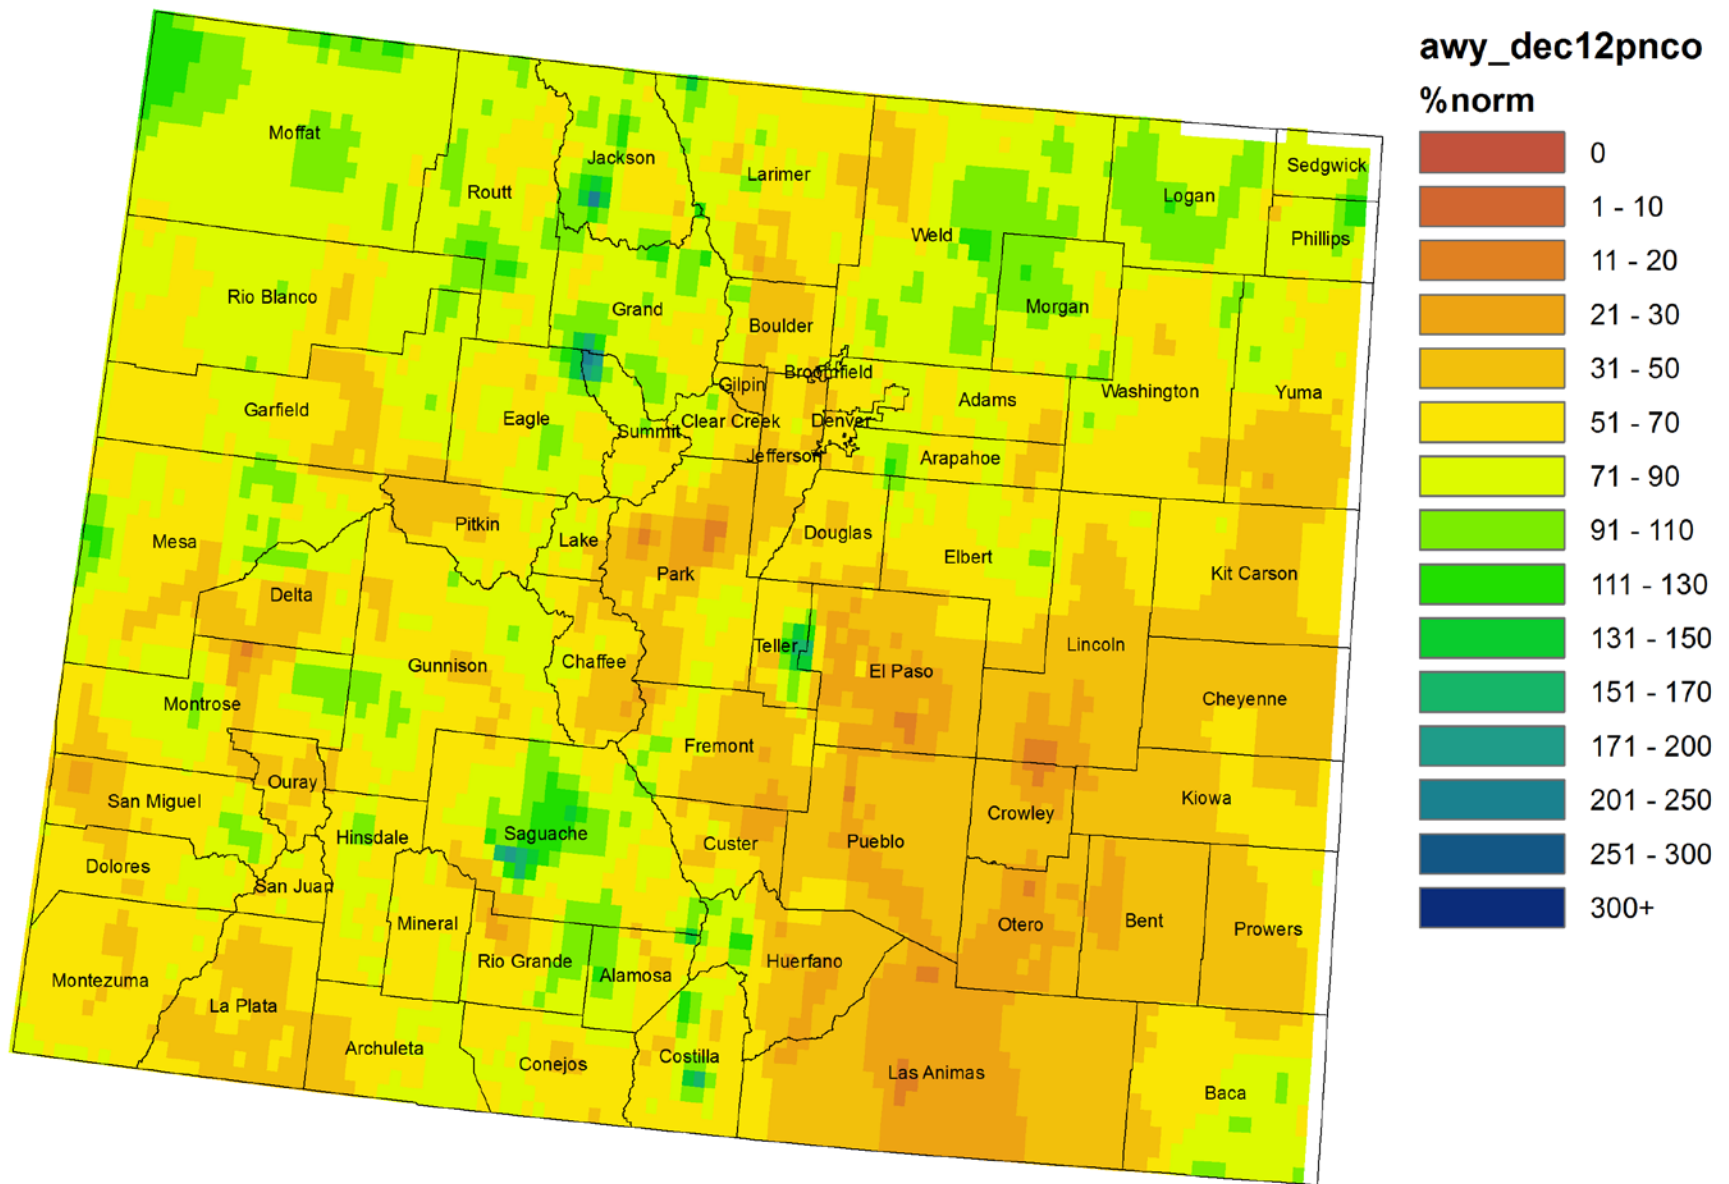 awy_dec12pnco
%norm
0
1 - 10
11 - 20
21 - 30
31 - 50
51 - 70
71 - 90
91 - 110
111 - 130
131 - 150
151 - 170
171 - 200
201 - 250
251 - 300
300+
Moffat
Routt
Jackson
Larimer
Weld
Logan
Sedgwick
Phillips
Rio Blanco
Grand
Boulder
Morgan
Washington
Yuma
Garfield
Eagle
Summit
Gilpin
Clear Creek
Broomfield
Denver
Jefferson
Adams
Arapahoe
Mesa
Pitkin
Lake
Park
Douglas
Elbert
Kit Carson
Delta
Gunnison
Chaffee
Teller
El Paso
Lincoln
Cheyenne
Montrose
Ouray
Fremont
San Miguel
Hinsdale
Saguache
Custer
Pueblo
Crowley
Kiowa
Dolores
San Juan
Mineral
Rio Grande
Alamosa
Huerfano
Otero
Bent
Prowers
Montezuma
La Plata
Archuleta
Conejos
Costilla
Las Animas
Baca